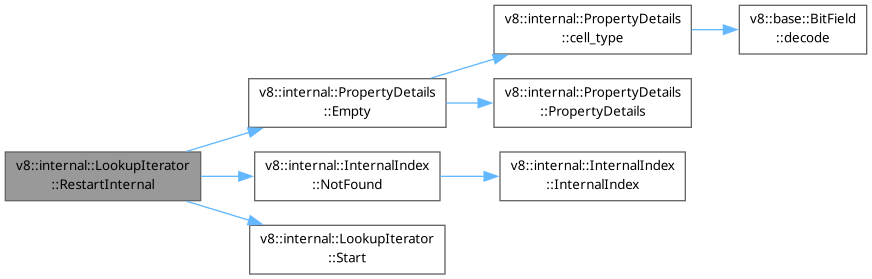 v8::internal::PropertyDetails
::cell_type
v8::base::BitField
::decode
v8::internal::PropertyDetails
::Empty
v8::internal::PropertyDetails
::PropertyDetails
v8::internal::LookupIterator
::RestartInternal
v8::internal::InternalIndex
::NotFound
v8::internal::InternalIndex
::InternalIndex
v8::internal::LookupIterator
::Start